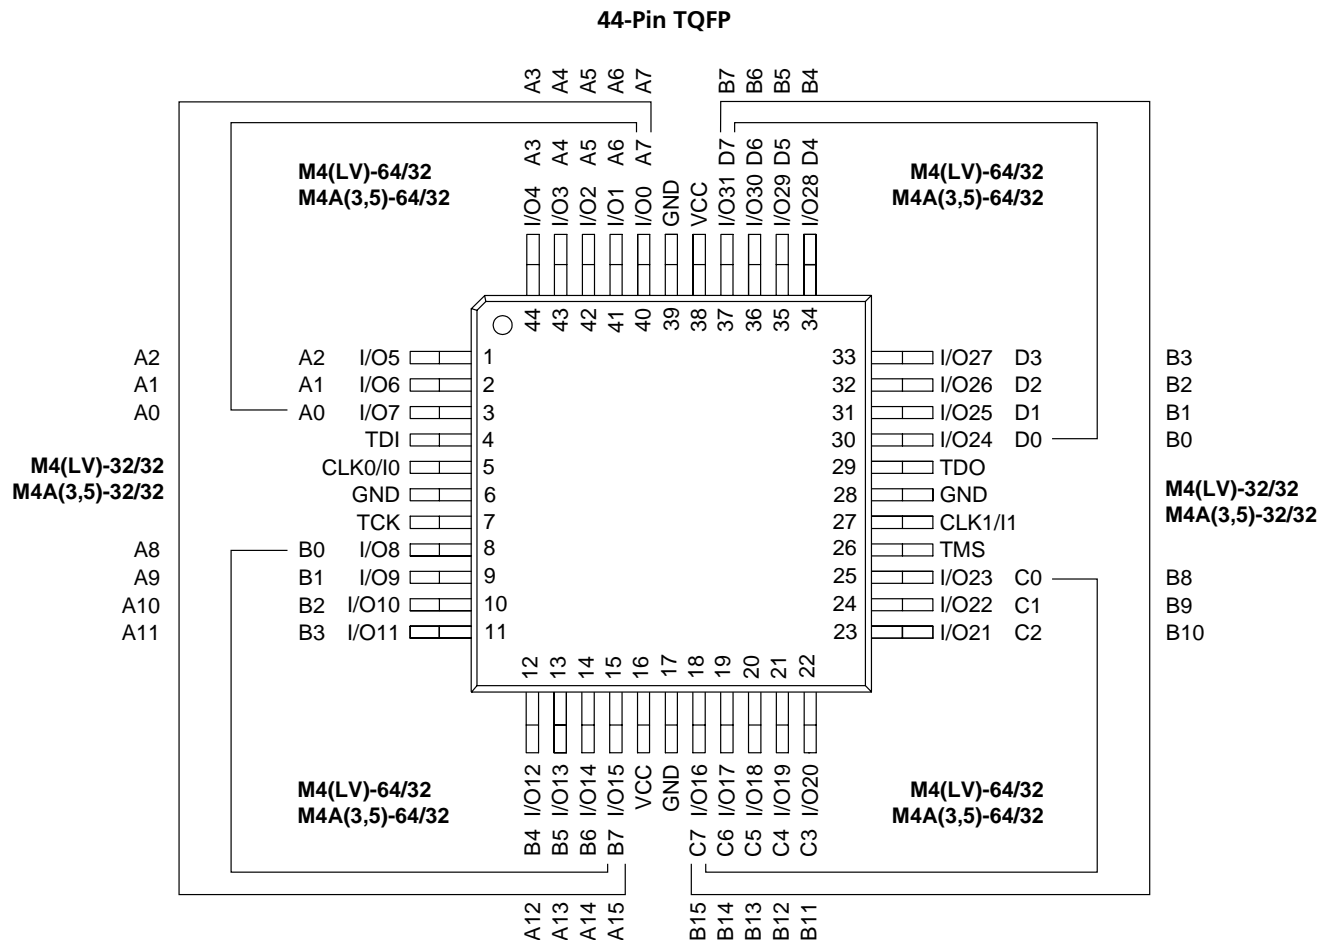 44-Pin TQFP
A3 A4 A5 A6 A7 B7 B6 B5 B4
A3 A4 A5 A6 A7 D7 D6 D5 D4
M4(LV)-64/32 M4(LV)-64/32
M4A(3,5)-64/32 M4A(3,5)-64/32
I/O4 I/O3 I/O2 I/O1 I/O0 GND VCC I/O31 I/O30 I/O29 I/O28
44 43 42 41 40 39 38 37 36 35 34
A2 A2 I/O5 1 33 I/O27 D3 B3
A1 A1 I/O6 2 32 I/O26 D2 B2
A0 A0 I/O7 3 31 I/O25 D1 B1
TDI 4 30 I/O24 D0 B0
M4(LV)-32/32 CLK0/I0 5 29 TDO
M4A(3,5)-32/32 GND 6 28 GND M4(LV)-32/32
TCK 7 27 CLK1/I1 M4A(3,5)-32/32
A8 B0 I/O8 8 26 TMS
A9 B1 I/O9 9 25 I/O23 C0 B8
A10 B2 I/O10 10 24 I/O22 C1 B9
A11 B3 I/O11 11 23 I/O21 C2 B10
12 13 14 15 16 17 18 19 20 21 22
I/O12 I/O13 I/O14 I/O15 VCC GND I/O16 I/O17 I/O18 I/O19 I/O20
M4(LV)-64/32 M4(LV)-64/32
M4A(3,5)-64/32 M4A(3,5)-64/32
B4 B5 B6 B7 C7 C6 C5 C4 C3
A12 A13 A14 A15 B15 B14 B13 B12 B11